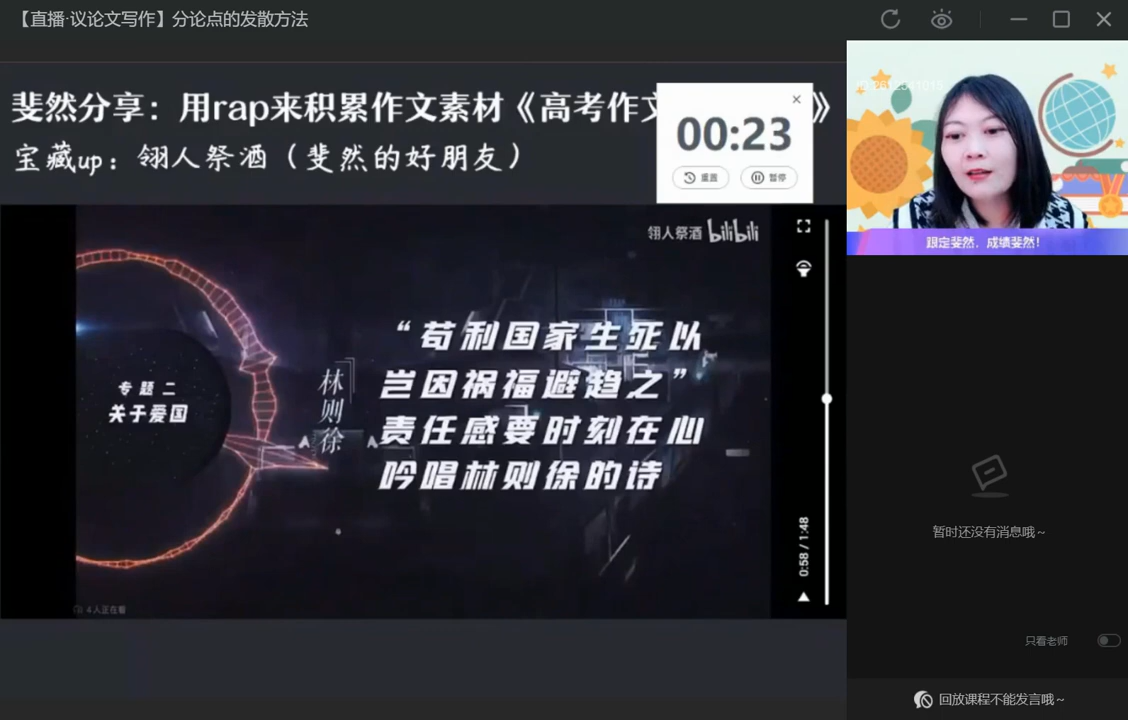 【直播·议论文写作】分论点的发散方法
斐然分享：用rap来积累作文素材《高考作文
》
宝藏up：翎人祭酒（斐然的好朋友）
00:23
重置
暂停
翎人祭酒 bilibili
专题二
关于爱国
林则徐
“苟利国家生死以
岂因祸福避趋之”
责任感要时刻在心
吟唱林则徐的诗
0:58 / 1:48
4人正在看
跟定斐然，成绩斐然！
暂时还没有消息哦~
只看老师
回放课程不能发言哦~